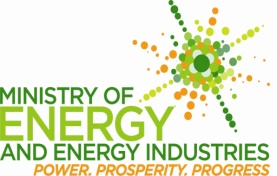 MINISTRY OF
ENERGY
AND ENERGY INDUSTRIES
POWER. PROSPERITY. PROGRESS